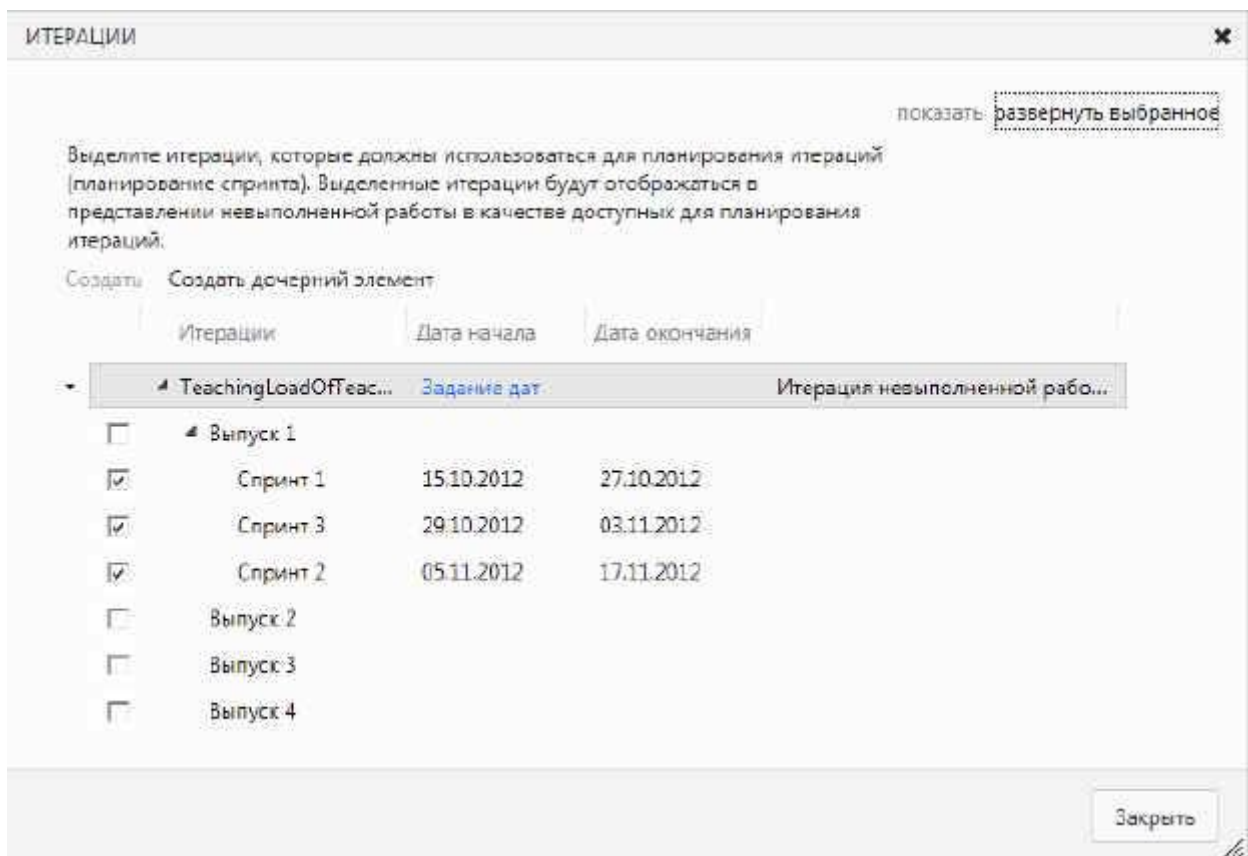 ИТЕРАЦИИ
показать развернуть выбранное
Выделите итерации, которые должны использоваться для планирования итераций
(планирование спринта). Выделенные итерации будут отображаться в
представлении невыполненной работы в качестве доступных для планирования
итераций.
Создать Создать дочерний элемент
Итерации Дата начала Дата окончания
TeachingLoadOfTeac... Задание дат Итерация невыполненной рабо...
Выпуск 1
Спринт 1 15.10.2012 27.10.2012
Спринт 3 29.10.2012 03.11.2012
Спринт 2 05.11.2012 17.11.2012
Выпуск 2
Выпуск 3
Выпуск 4
Закрыть